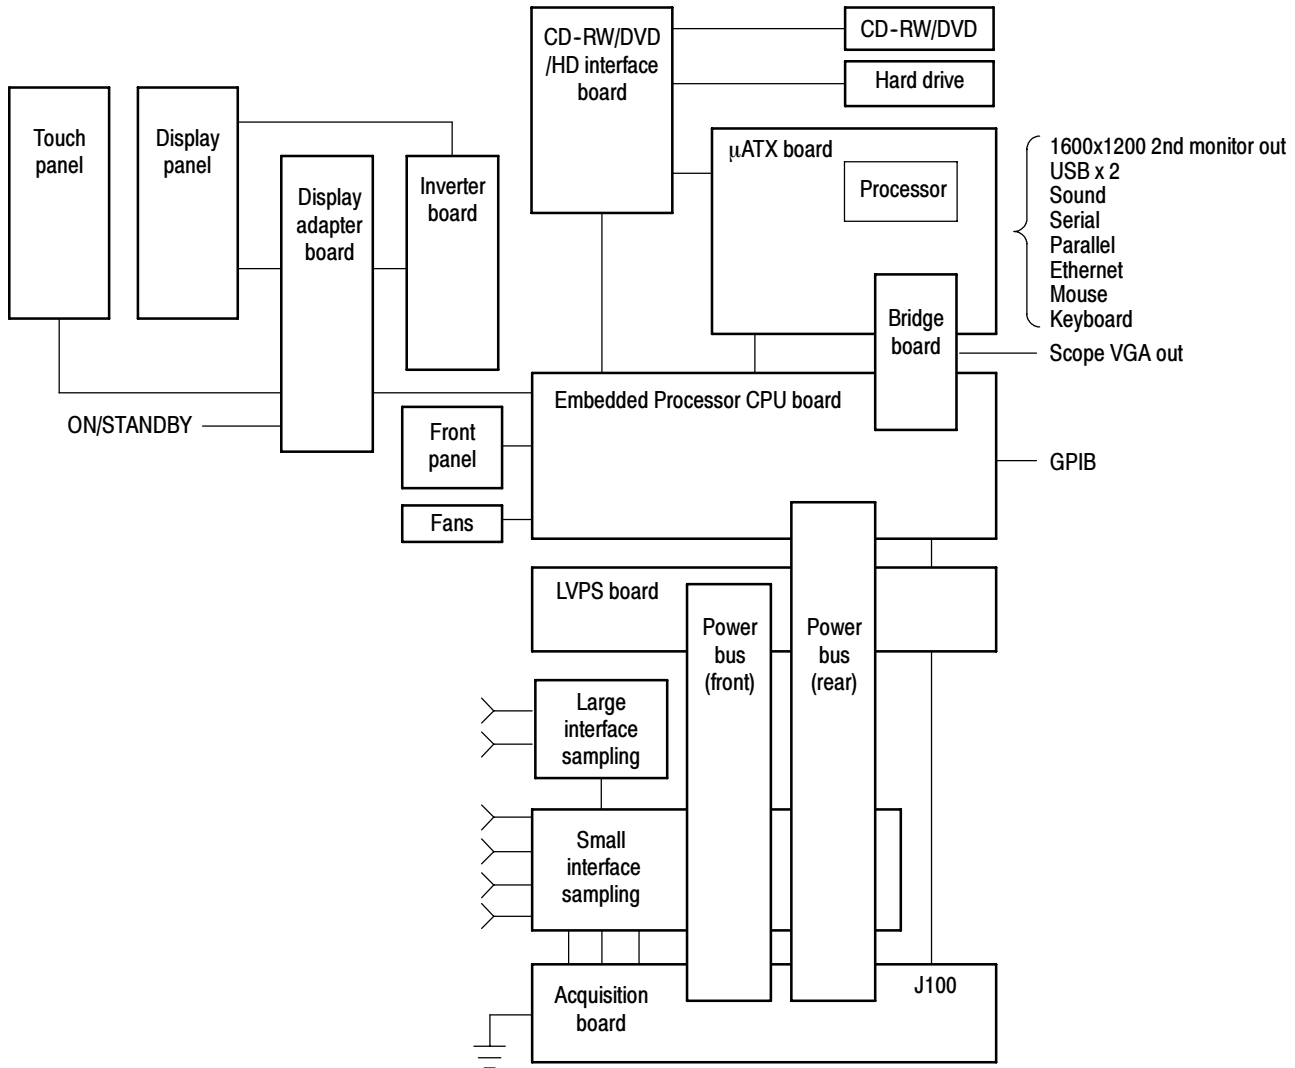 CD-RW/DVD
/HD interface
board
CD-RW/DVD
Hard drive
Touch
panel
Display
panel
Display
adapter
board
Inverter
board
µATX board
Processor
1600x1200 2nd monitor out
USB x 2
Sound
Serial
Parallel
Ethernet
Mouse
Keyboard
Bridge
board
Scope VGA out
Embedded Processor CPU board
ON/STANDBY
Front
panel
GPIB
Fans
LVPS board
Power
bus
(front)
Power
bus
(rear)
Large
interface
sampling
Small
interface
sampling
J100
Acquisition
board